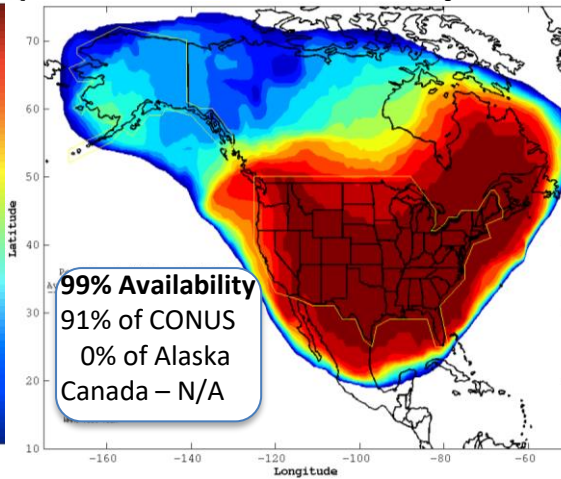 70
60
50
40
30
20
10
Latitude
99% Availability
91% of CONUS
0% of Alaska
Canada – N/A
-160
-140
-120
-100
-80
-60
Longitude